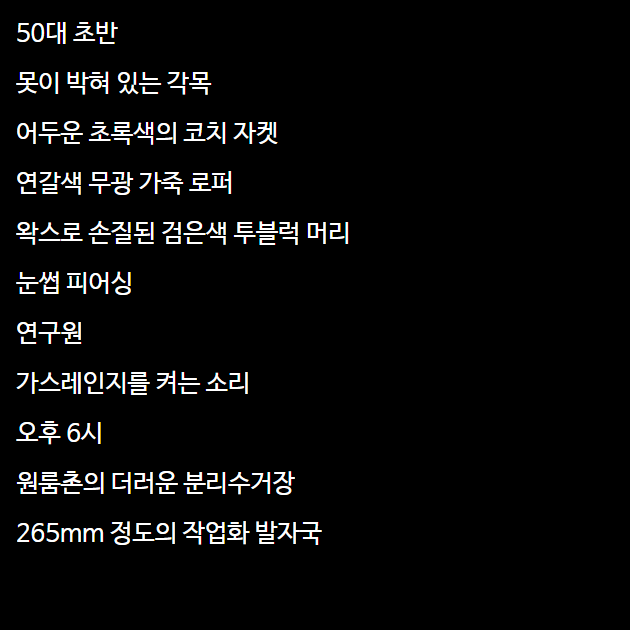 50대 초반
못이 박혀 있는 각목
어두운 초록색의 코치 자켓
연갈색 무광 가죽 로퍼
왁스로 손질된 검은색 투블럭 머리
눈썹 피어싱
연구원
가스레인지를 켜는 소리
오후 6시
원룸촌의 더러운 분리수거장
265mm 정도의 작업화 발자국